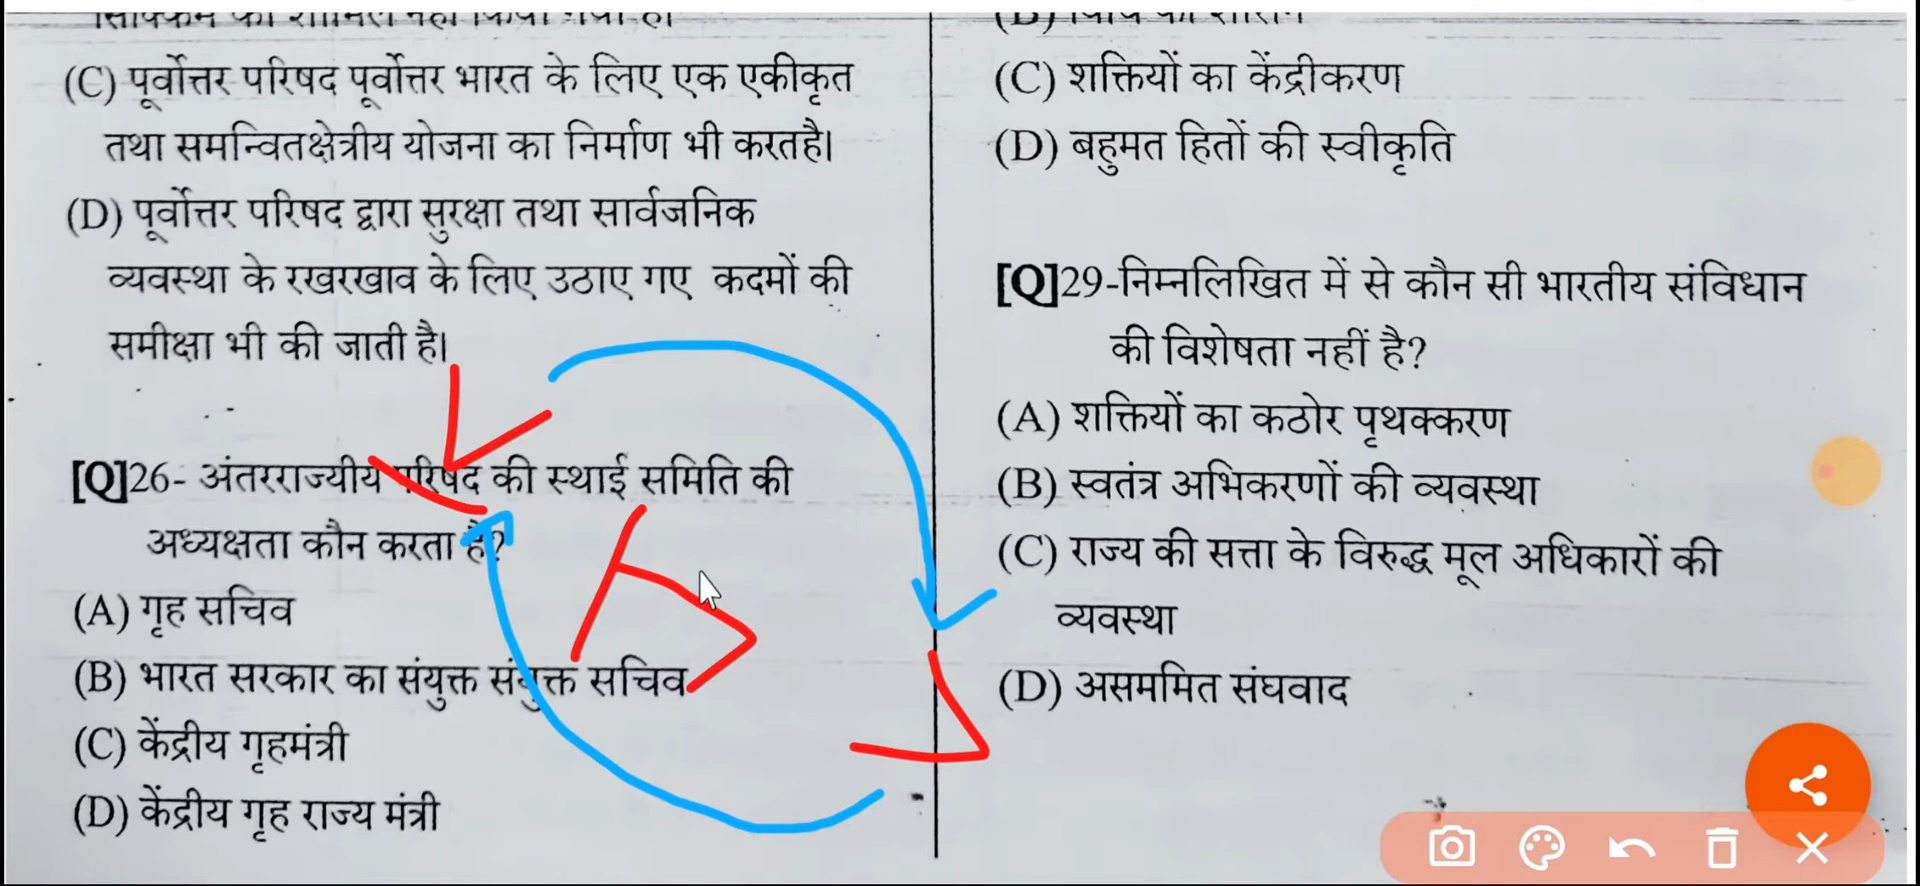 (C) पूर्वोत्तर परिषद पूर्वोत्तर भारत के लिए एक एकीकृत
तथा समन्वितक्षेत्रीय योजना का निर्माण भी करतहै।
(D) पूर्वोत्तर परिषद द्वारा सुरक्षा तथा सार्वजनिक
व्यवस्था के रखरखाव के लिए उठाए गए कदमों की
समीक्षा भी की जाती है।
[Q]26- अंतरराज्यीय परिषद की स्थाई समिति की
अध्यक्षता कौन करता है?
(A) गृह सचिव
(B) भारत सरकार का संयुक्त संयुक्त सचिव
(C) केंद्रीय गृहमंत्री
(D) केंद्रीय गृह राज्य मंत्री
(C) शक्तियों का केंद्रीकरण
(D) बहुमत हितों की स्वीकृति
[Q]29-निम्नलिखित में से कौन सी भारतीय संविधान
की विशेषता नहीं है?
(A) शक्तियों का कठोर पृथक्करण
(B) स्वतंत्र अभिकरणों की व्यवस्था
(C) राज्य की सत्ता के विरुद्ध मूल अधिकारों की
व्यवस्था
(D) असममित संघवाद